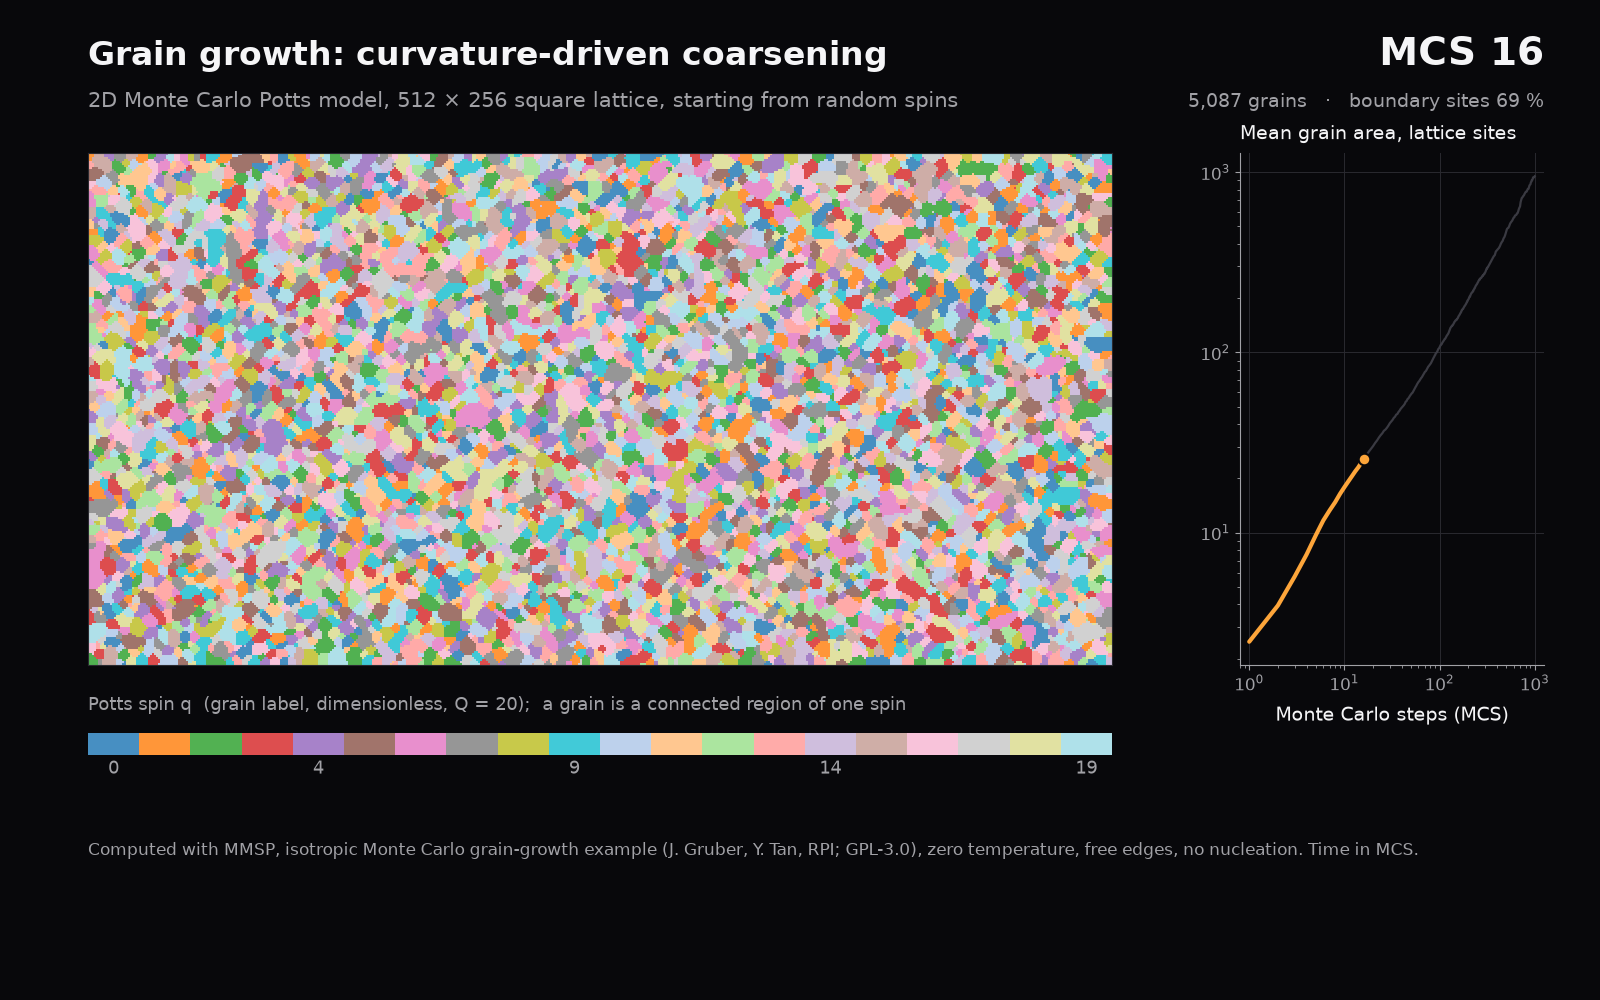 Grain growth: curvature-driven coarsening
MCS 16
2D Monte Carlo Potts model, 512 × 256 square lattice, starting from random spins
5,087 grains · boundary sites 69 %
Mean grain area, lattice sites
10³
10²
10¹
10⁰ 10¹ 10² 10³
Monte Carlo steps (MCS)
Potts spin q (grain label, dimensionless, Q = 20); a grain is a connected region of one spin
0 4 9 14 19
Computed with MMSP, isotropic Monte Carlo grain-growth example (J. Gruber, Y. Tan, RPI; GPL-3.0), zero temperature, free edges, no nucleation. Time in MCS.